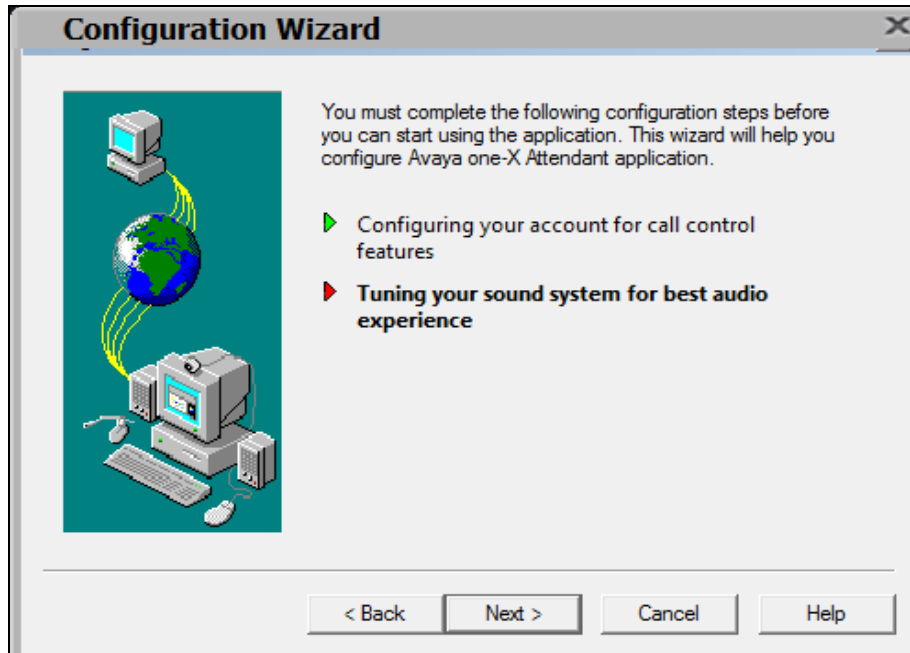 Configuration Wizard
You must complete the following configuration steps before
you can start using the application. This wizard will help you
configure Avaya one-X Attendant application.
Configuring your account for call control
features
Tuning your sound system for best audio
experience
< Back
Next >
Cancel
Help